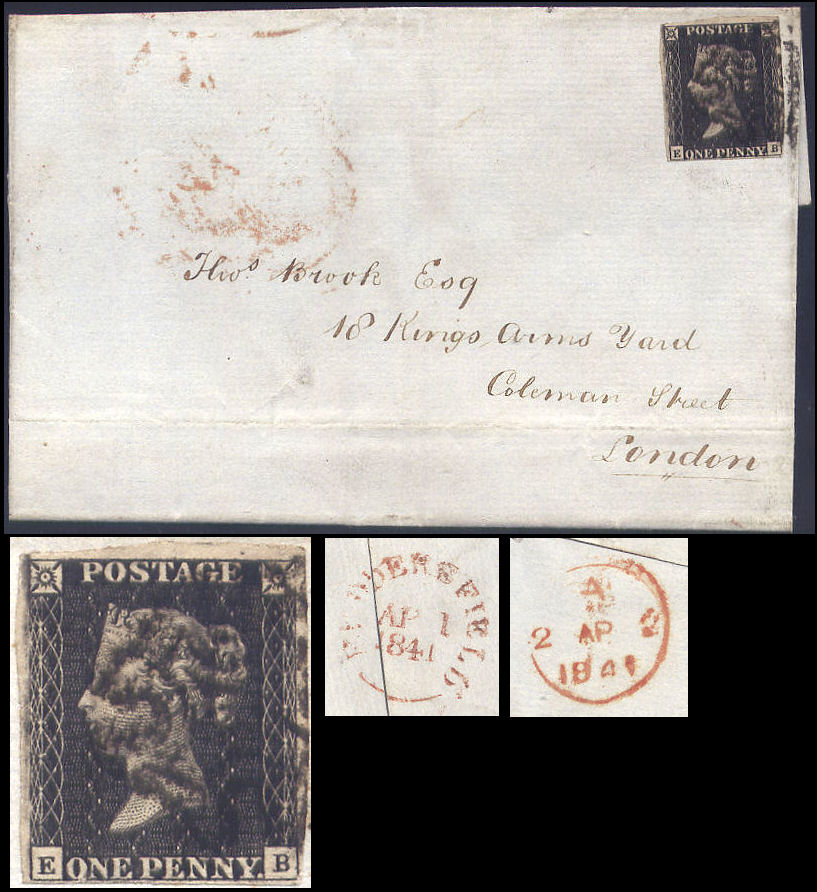 POSTAGE
E ONE PENNY. B
Thos Brook Esq
18 Kings Arms Yard
Coleman Street
London
POSTAGE
E ONE PENNY. B
HUDDERSFIELD
AP 1
1841
A
2 AP 2
1841